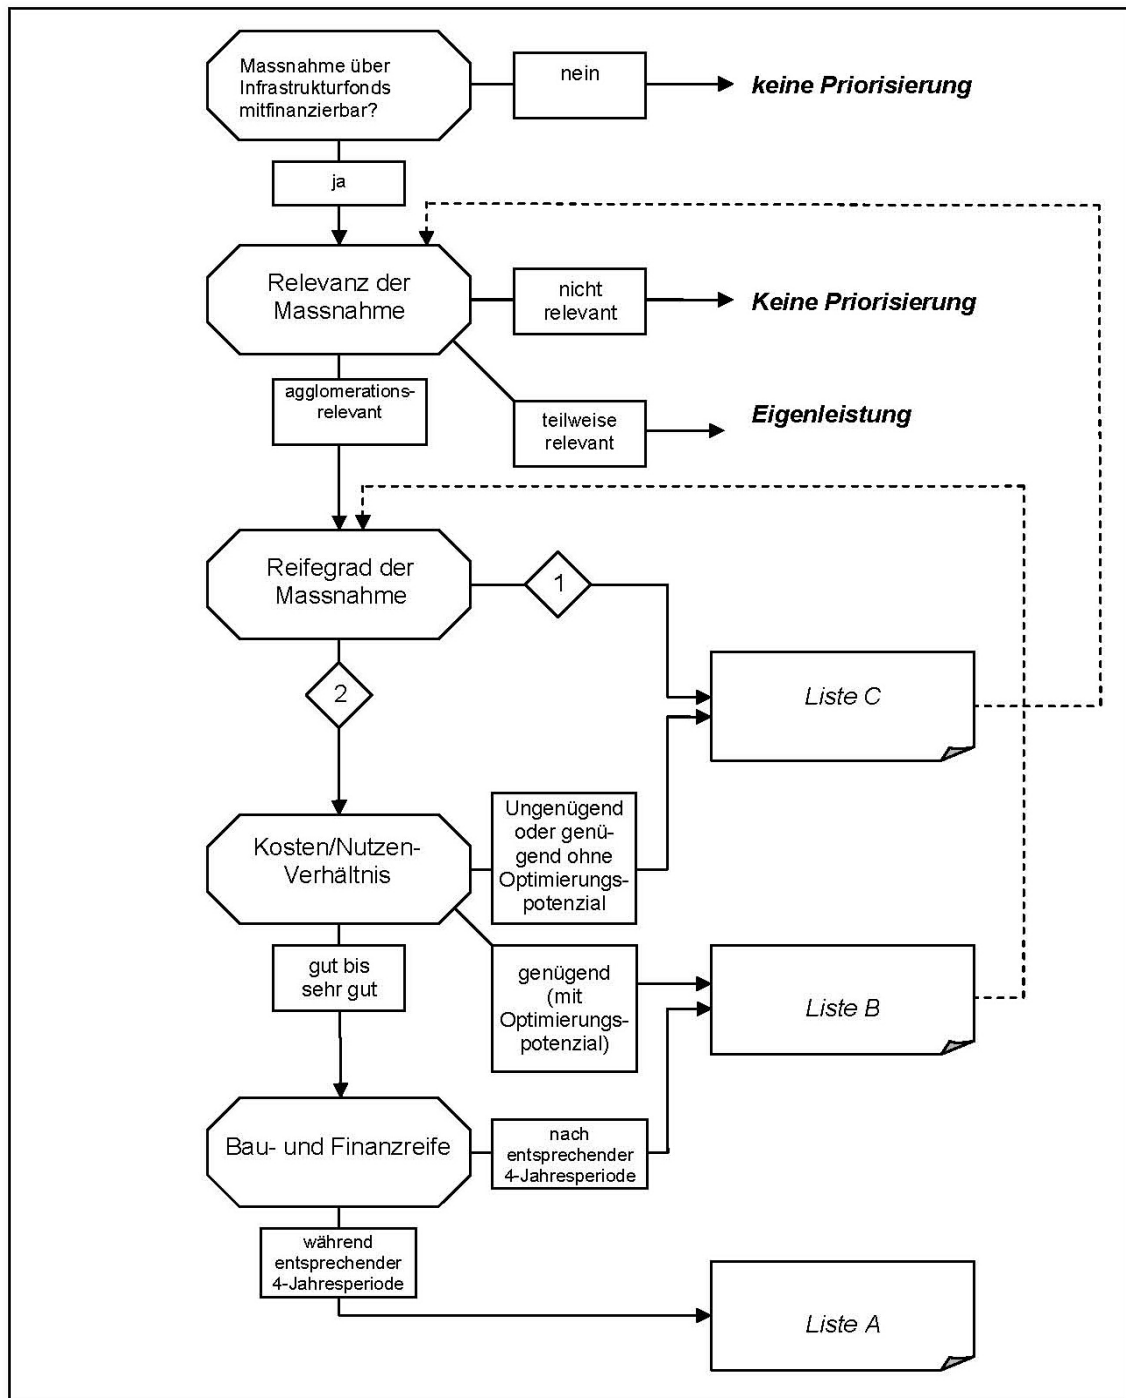 Massnahme über
Infrastrukturfonds
mitfinanzierbar?
nein
keine Priorisierung
ja
Relevanz der
Massnahme
nicht
relevant
Keine Priorisierung
agglomerations-
relevant
teilweise
relevant
Eigenleistung
Reifegrad der
Massnahme
1
2
Liste C
Kosten/Nutzen-
Verhältnis
Ungenügend
oder genü-
gend ohne
Optimierungs-
potenzial
gut bis
sehr gut
genügend
(mit
Optimierungs-
potenzial)
Liste B
Bau- und Finanzreife
nach
entsprechender
4-Jahresperiode
während
entsprechender
4-Jahresperiode
Liste A